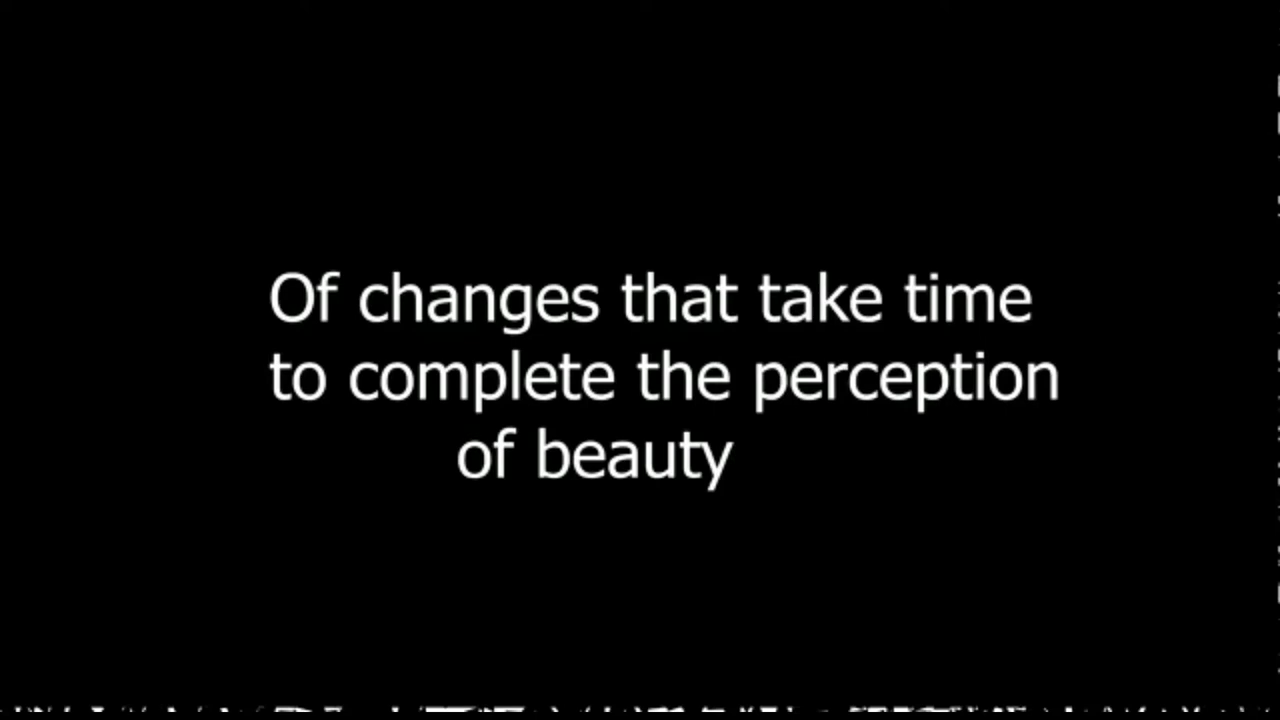 Of changes that take time
to complete the perception
of beauty